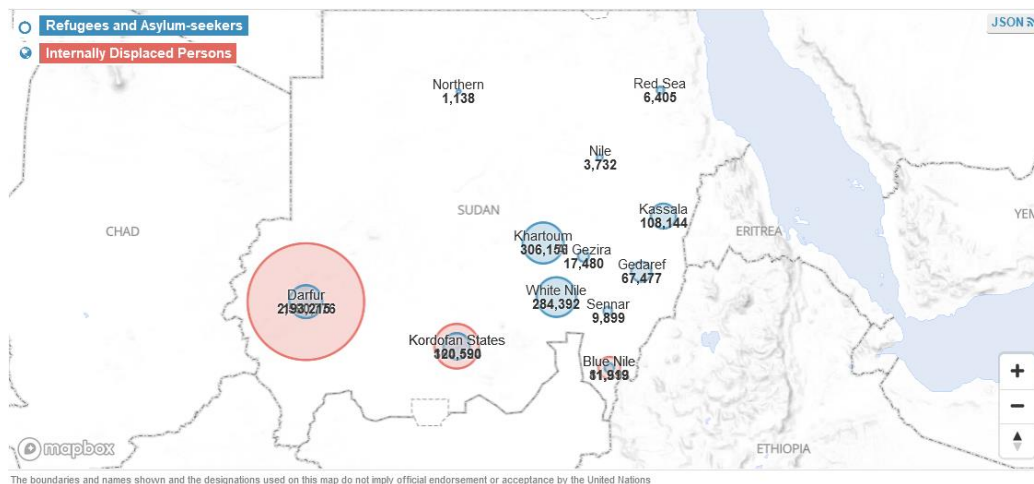 Refugees and Asylum-seekers
Internally Displaced Persons
JSON
Northern
1,138
Red Sea
6,405
Nile
3,732
SUDAN
CHAD
Kassala
108,144
ERITREA
Khartoum
Gezira
17,480
Gedaref
67,477
White Nile
284,392
Sennar
9,899
Darfur
Kordofan States
Blue Nile
ETHIOPIA
mapbox
The boundaries and names shown and the designations used on this map do not imply official endorsement or acceptance by the United Nations